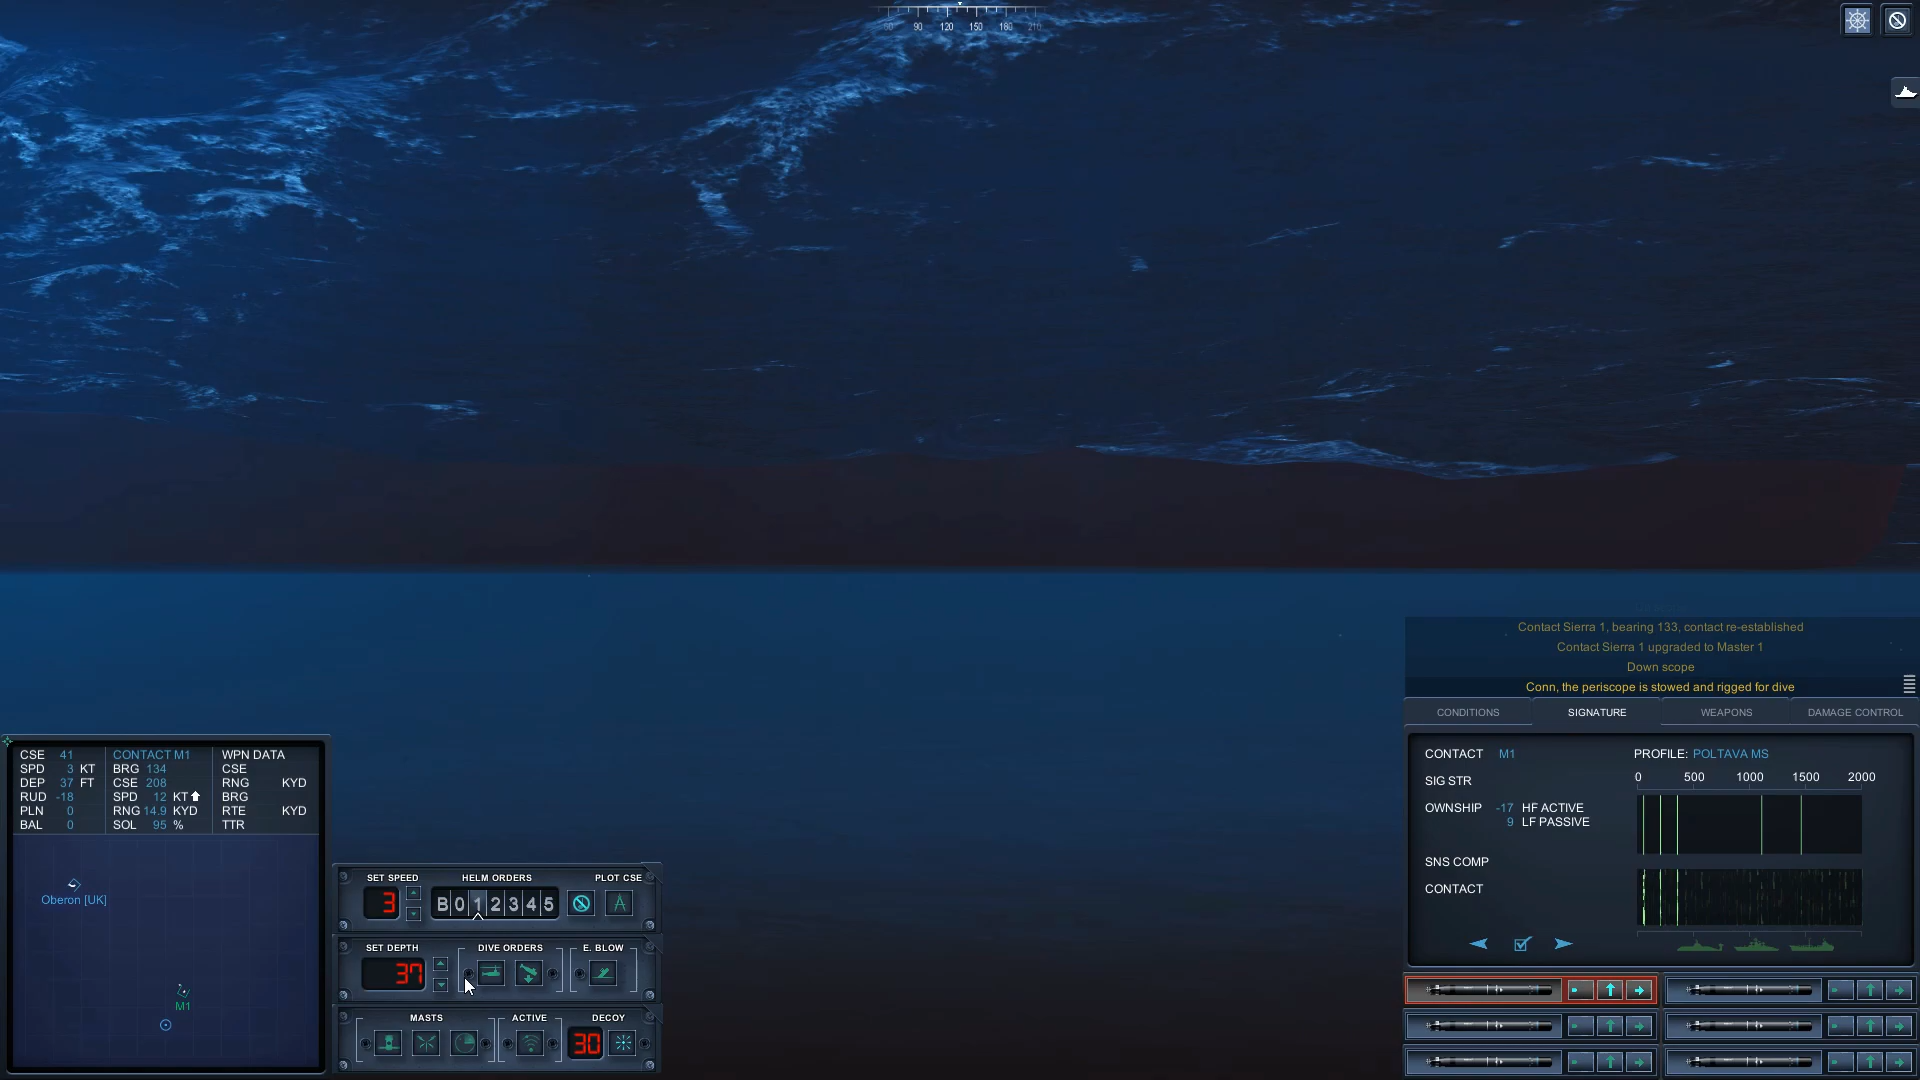 60 90 120 150 180 210
Contact Sierra 1, bearing 133, contact re-established
Contact Sierra 1 upgraded to Master 1
Down scope
Conn, the periscope is stowed and rigged for dive
CONDITIONS SIGNATURE WEAPONS DAMAGE CONTROL
CONTACT M1 PROFILE: POLTAVA MS
SIG STR 0 500 1000 1500 2000
OWNSHIP -17 HF ACTIVE
9 LF PASSIVE
SNS COMP
CONTACT
CSE 41 CONTACT M1 WPN DATA
SPD 3 KT BRG 134 CSE
DEP 37 FT CSE 208 RNG KYD
RUD -18 SPD 12 KT BRG
PLN 0 RNG 14.9 KYD RTE KYD
BAL 0 SOL 95 % TTR
Oberon [UK]
M1
SET SPEED HELM ORDERS PLOT CSE
3 B 0 1 2 3 4 5
SET DEPTH DIVE ORDERS E. BLOW
37
MASTS ACTIVE DECOY
30